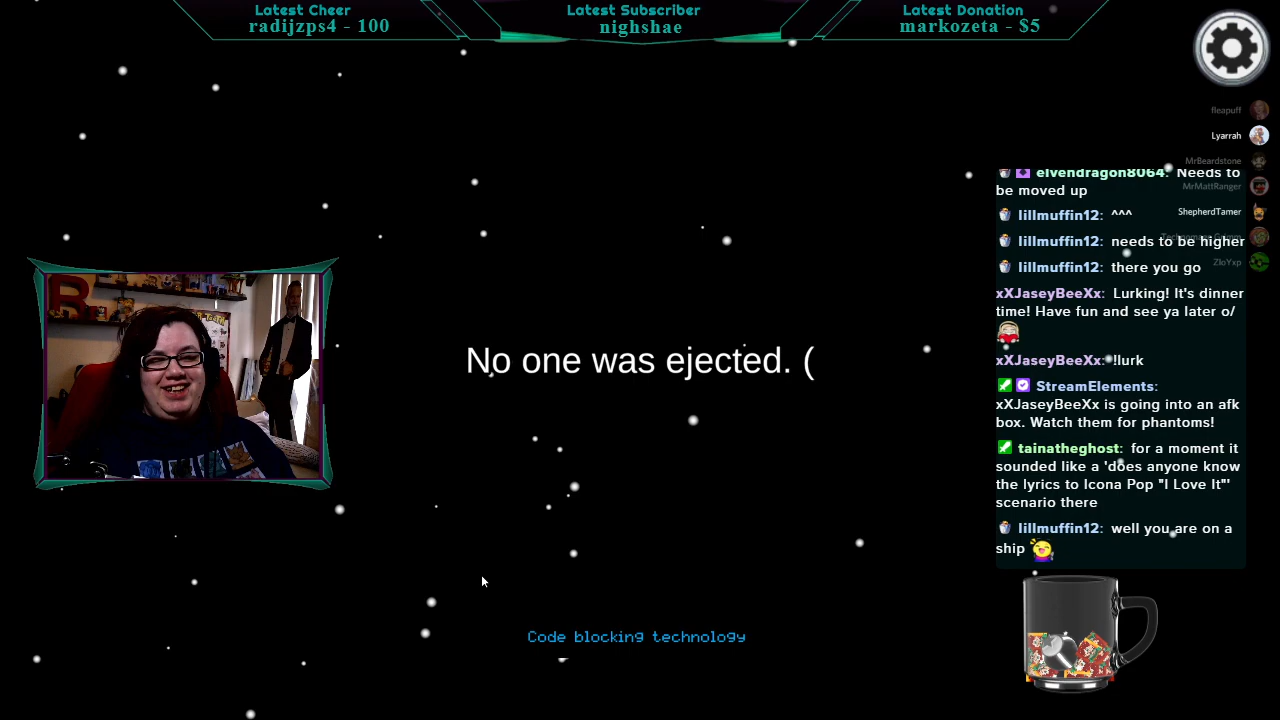 Latest Cheer
radijzps4 - 100
Latest Subscriber
nighshae
Latest Donation
markozeta - $5
fleapuff
Lyarrah
MrBeardstone
MrMattRanger
ShepherdTamer
ZloYxp
elvendragon8064: Needs to
be moved up
lillmuffin12: ^^^
lillmuffin12: needs to be higher
lillmuffin12: there you go
xXJaseyBeeXx: Lurking! It's dinner
time! Have fun and see ya later o/
xXJaseyBeeXx: !lurk
StreamElements:
xXJaseyBeeXx is going into an afk
box. Watch them for phantoms!
tainatheghost: for a moment it
sounded like a 'does anyone know
the lyrics to Icona Pop "I Love It"'
scenario there
lillmuffin12: well you are on a
ship
No one was ejected. (
Code blocking technology
R